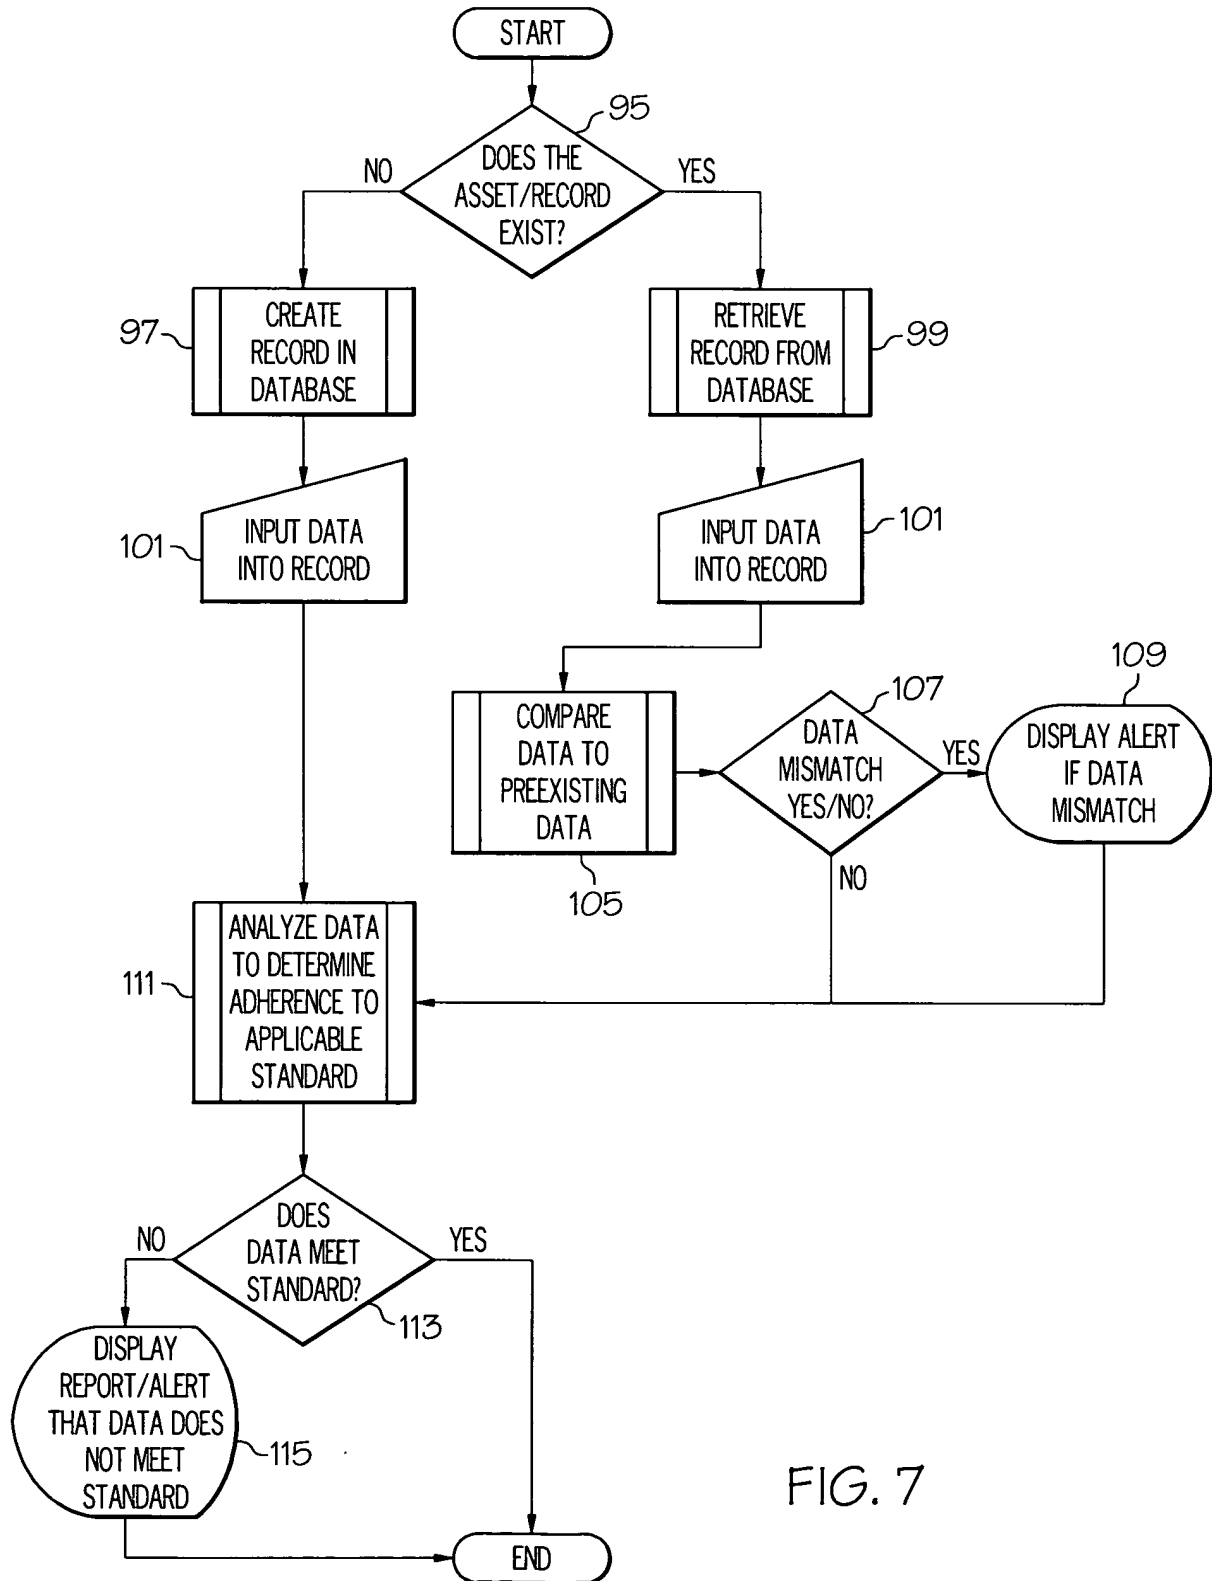 START
95
DOES THE
ASSET/RECORD
EXIST?
NO
YES
97
CREATE
RECORD IN
DATABASE
RETRIEVE
RECORD FROM
DATABASE
99
101
INPUT DATA
INTO RECORD
INPUT DATA
INTO RECORD
101
COMPARE
DATA TO
PREEXISTING
DATA
105
107
DATA
MISMATCH
YES/NO?
YES
NO
109
DISPLAY ALERT
IF DATA
MISMATCH
111
ANALYZE DATA
TO DETERMINE
ADHERENCE TO
APPLICABLE
STANDARD
DOES
DATA MEET
STANDARD?
113
NO
YES
DISPLAY
REPORT/ALERT
THAT DATA DOES
NOT MEET
STANDARD
115
END
FIG. 7